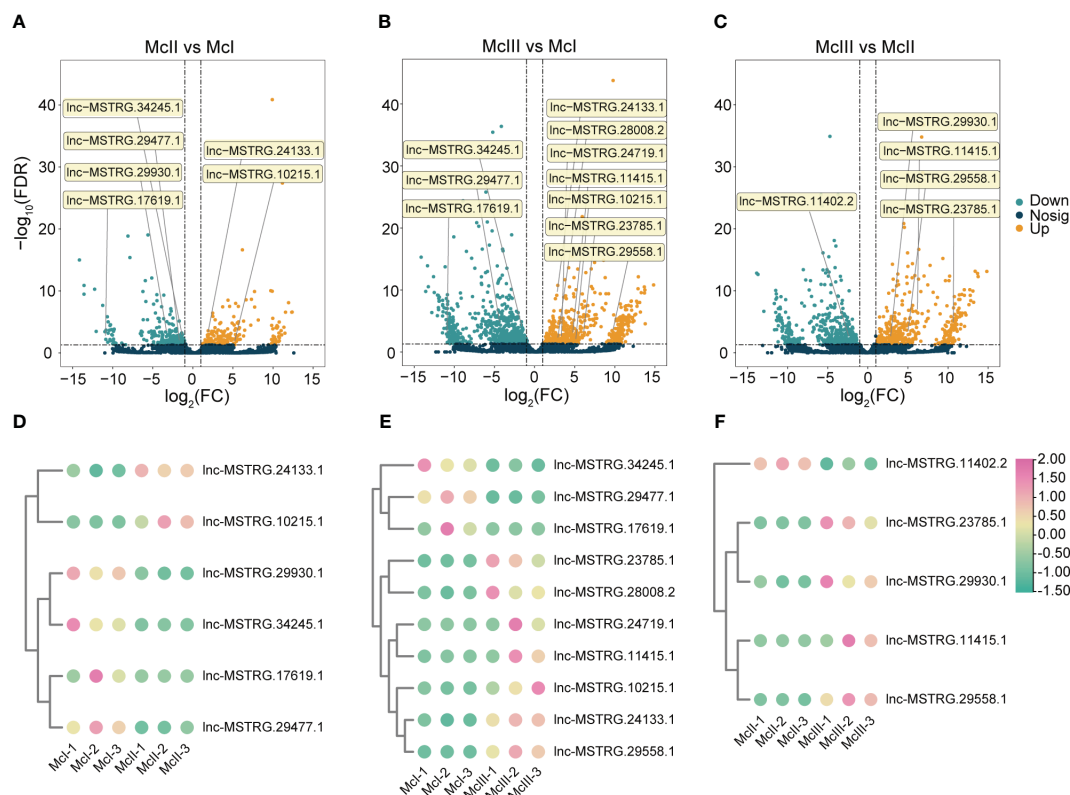 A
B
C
McII vs McI
McIII vs McI
McIII vs McII
−log10(FDR)
40
30
20
10
0
lnc−MSTRG.34245.1
lnc−MSTRG.29477.1
lnc−MSTRG.29930.1
lnc−MSTRG.17619.1
lnc−MSTRG.24133.1
lnc−MSTRG.10215.1
−15 −10 −5 0 5 10 15
log2(FC)
40
30
20
10
0
lnc−MSTRG.34245.1
lnc−MSTRG.29477.1
lnc−MSTRG.17619.1
lnc−MSTRG.24133.1
lnc−MSTRG.28008.2
lnc−MSTRG.24719.1
lnc−MSTRG.11415.1
lnc−MSTRG.10215.1
lnc−MSTRG.23785.1
lnc−MSTRG.29558.1
−15 −10 −5 0 5 10 15
log2(FC)
40
30
20
10
0
lnc−MSTRG.11402.2
lnc−MSTRG.29930.1
lnc−MSTRG.11415.1
lnc−MSTRG.29558.1
lnc−MSTRG.23785.1
−15 −10 −5 0 5 10 15
log2(FC)
Down
Nosig
Up
D
lnc-MSTRG.24133.1
lnc-MSTRG.10215.1
lnc-MSTRG.29930.1
lnc-MSTRG.34245.1
lnc-MSTRG.17619.1
lnc-MSTRG.29477.1
McI-1 McI-2 McI-3 McII-1 McII-2 McII-3
E
lnc-MSTRG.34245.1
lnc-MSTRG.29477.1
lnc-MSTRG.17619.1
lnc-MSTRG.23785.1
lnc-MSTRG.28008.2
lnc-MSTRG.24719.1
lnc-MSTRG.11415.1
lnc-MSTRG.10215.1
lnc-MSTRG.24133.1
lnc-MSTRG.29558.1
McI-1 McI-2 McI-3 McIII-1 McIII-2 McIII-3
F
lnc-MSTRG.11402.2
lnc-MSTRG.23785.1
lnc-MSTRG.29930.1
lnc-MSTRG.11415.1
lnc-MSTRG.29558.1
McII-1 McII-2 McII-3 McIII-1 McIII-2 McIII-3
2.00
1.50
1.00
0.50
0.00
-0.50
-1.00
-1.50